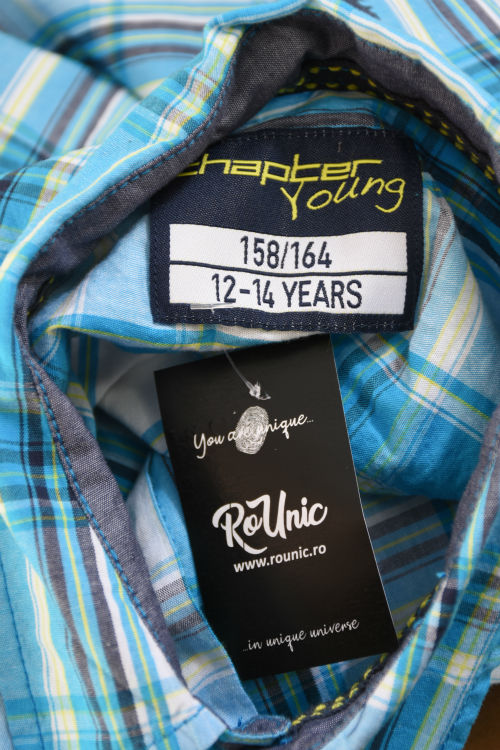 chapter
Young
158/164
12-14 YEARS
You are unique...
RoUnic
www.rounic.ro
...in unique universe